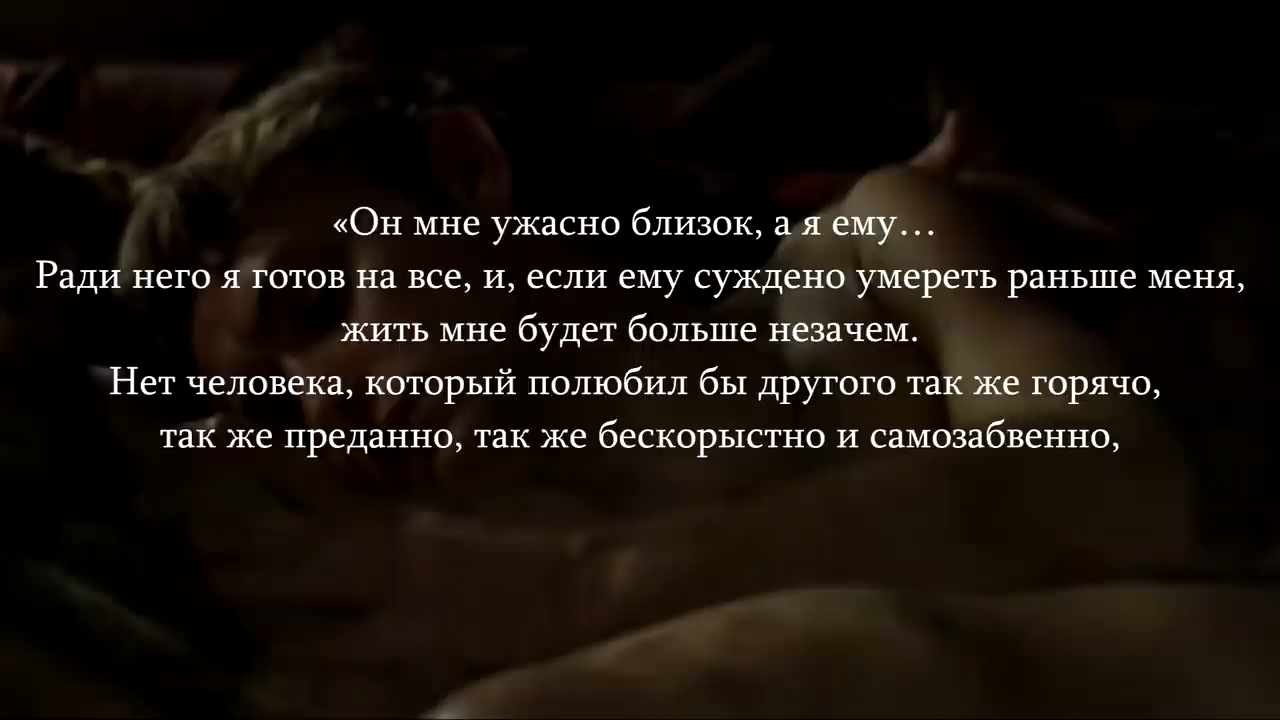 «Он мне ужасно близок, а я ему…
Ради него я готов на все, и, если ему суждено умереть раньше меня,
жить мне будет больше незачем.
Нет человека, который полюбил бы другого так же горячо,
так же преданно, так же бескорыстно и самозабвенно,